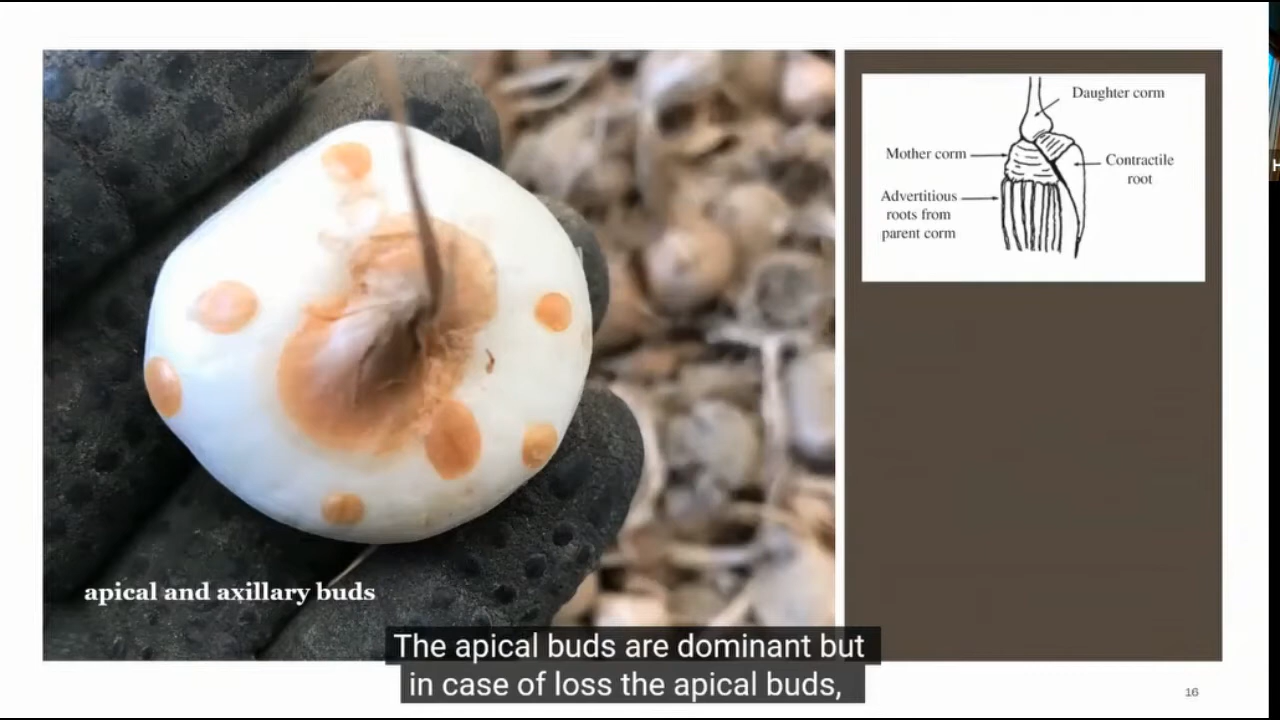 apical and axillary buds
Daughter corm
Mother corm
Contractile
root
Advertitious
roots from
parent corm
The apical buds are dominant but
in case of loss the apical buds,
16
H